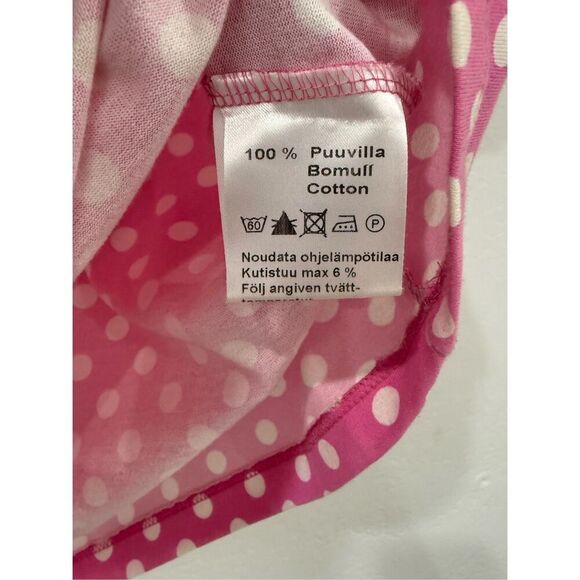 100 % Puuvilla
Bomull
Cotton
60 P
Noudata ohjelämpötilaa
Kutistuu max 6 %
Följ angiven tvätt-